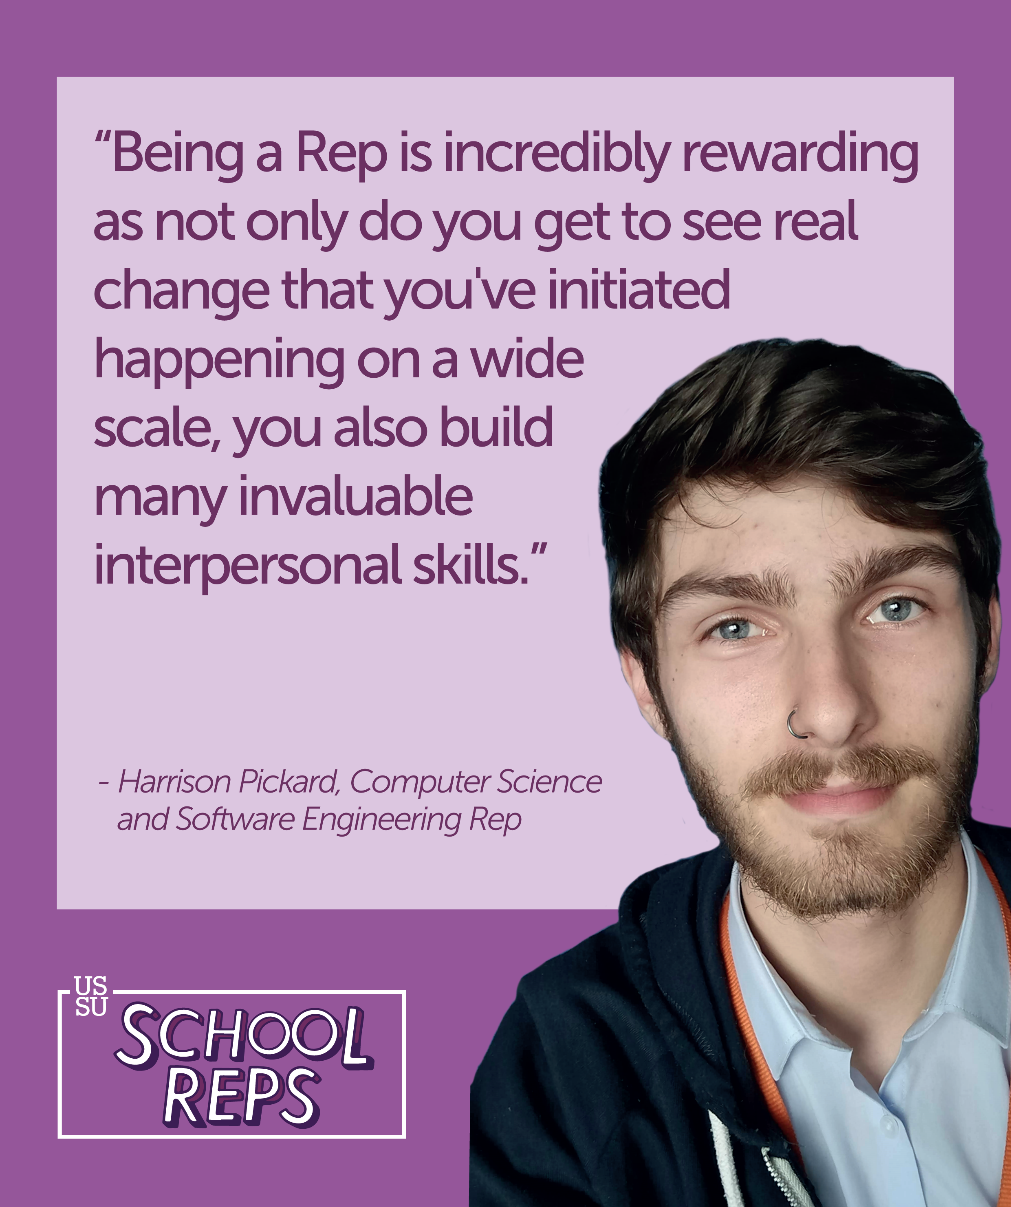 “Being a Rep is incredibly rewarding
as not only do you get to see real
change that you've initiated
happening on a wide
scale, you also build
many invaluable
interpersonal skills.”
- Harrison Pickard, Computer Science
and Software Engineering Rep
US
SU
SCHOOL
REPS